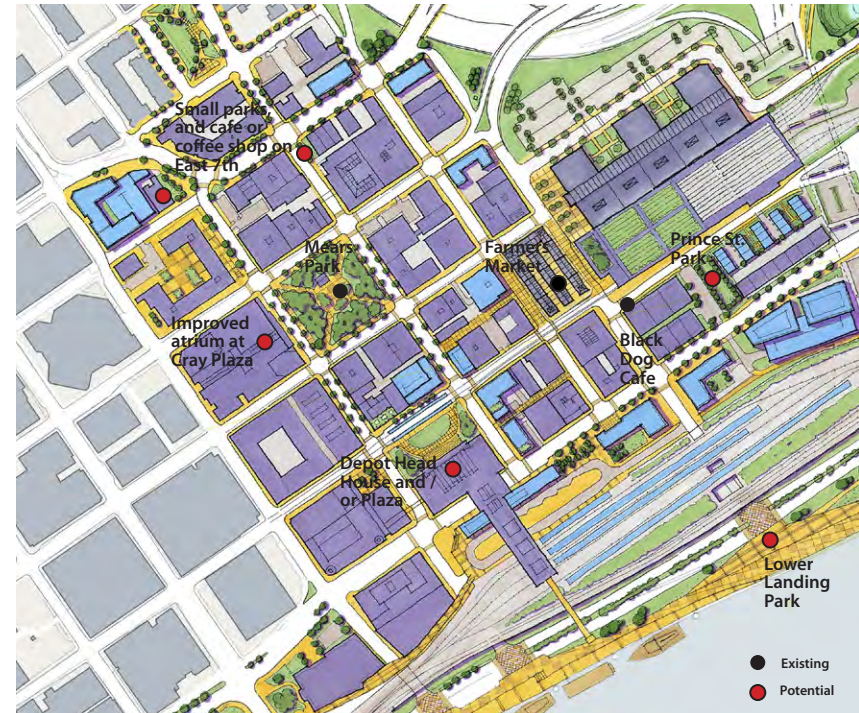 Small parks,
and cafe or
coffee shop on
East 7th
Mears
Park
Farmers
Market
Prince St.
Park
Improved
atrium at
Cray Plaza
Black
Dog
Cafe
Depot Head
House and /
or Plaza
Lower
Landing
Park
Existing
Potential